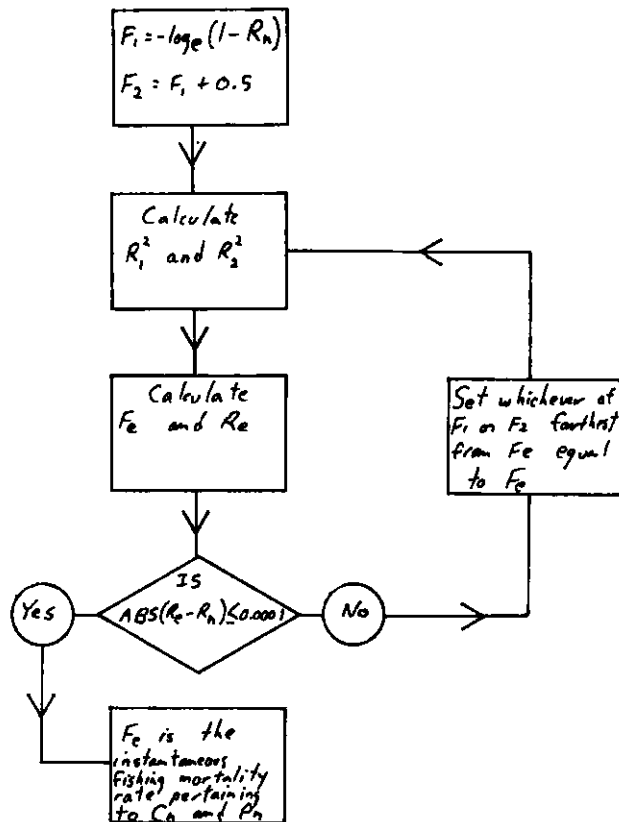 F₁ = -logₑ(1 - Rₙ)
F₂ = F₁ + 0.5
Calculate
R₁² and R₂²
Calculate
Fₑ and Rₑ
Set whichever of
F₁ or F₂ farthest
from Fe equal
to Fₑ
IS
ABS(Rₑ-Rₙ)≤0.0001
Yes
No
Fₑ is the
instantaneous
Fishing mortality
rate pertaining
to Cₙ and Pₙ